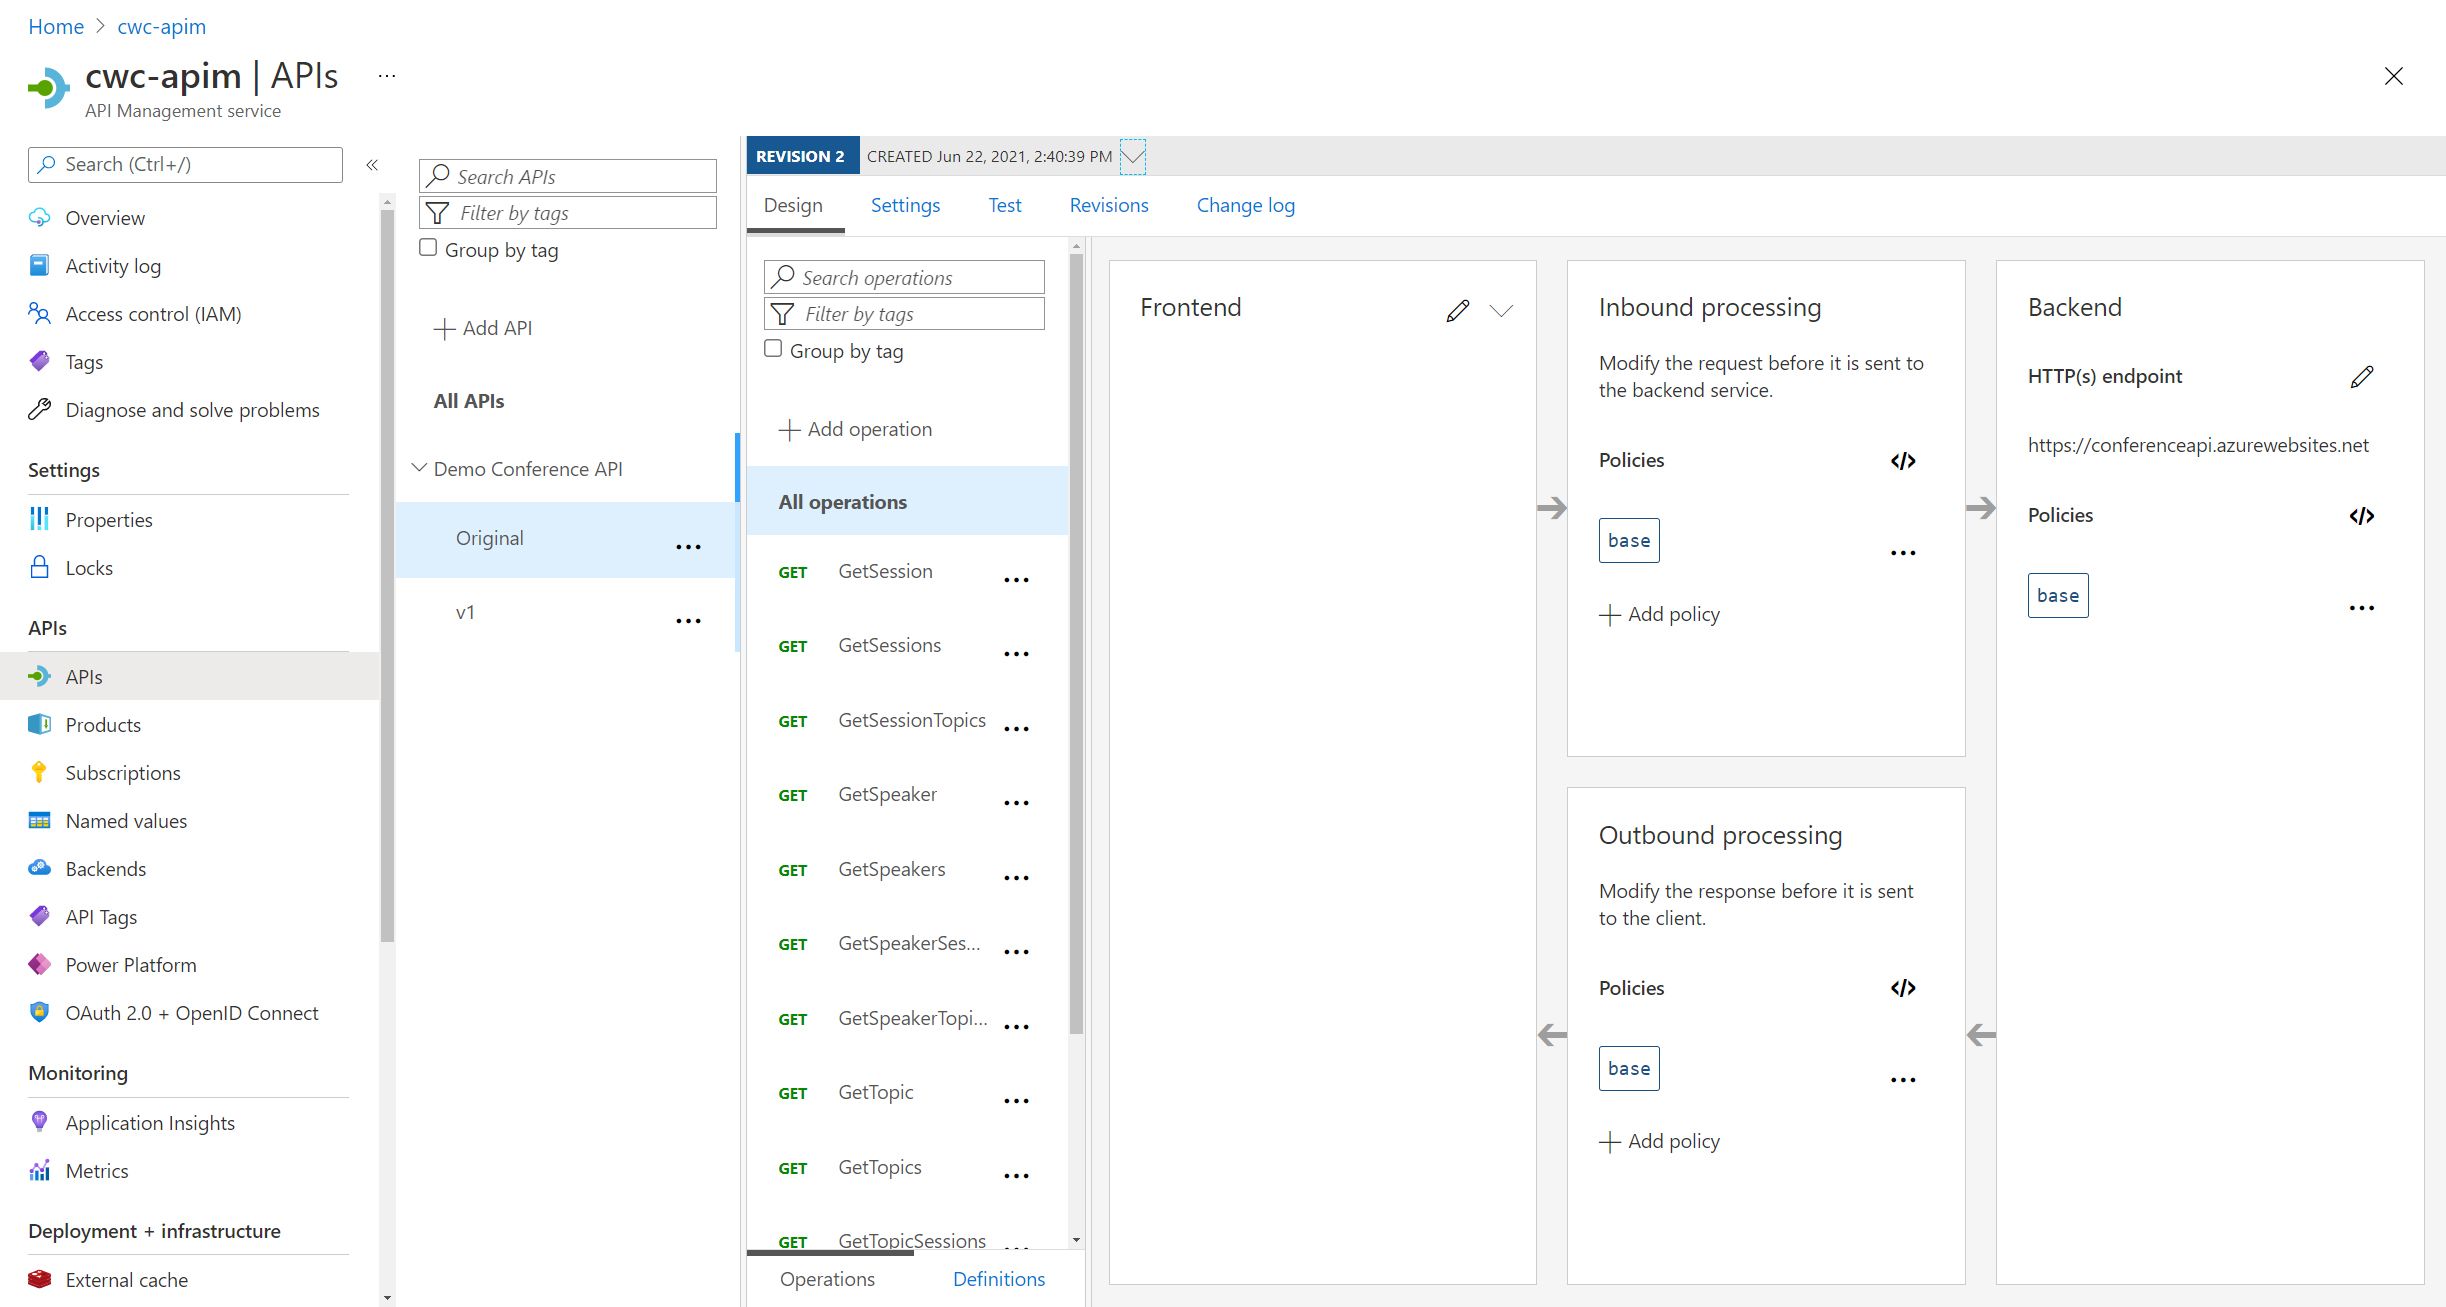 Home > cwc-apim
cwc-apim | APIs ...
API Management service
Search (Ctrl+/)
«
Overview
Activity log
Access control (IAM)
Tags
Diagnose and solve problems
Settings
Properties
Locks
APIs
APIs
Products
Subscriptions
Named values
Backends
API Tags
Power Platform
OAuth 2.0 + OpenID Connect
Monitoring
Application Insights
Metrics
Deployment + infrastructure
External cache
Search APIs
Filter by tags
Group by tag
+ Add API
All APIs
Demo Conference API
Original ...
v1 ...
REVISION 2 CREATED Jun 22, 2021, 2:40:39 PM
Design Settings Test Revisions Change log
Search operations
Filter by tags
Group by tag
+ Add operation
All operations
GET GetSession ...
GET GetSessions ...
GET GetSessionTopics ...
GET GetSpeaker ...
GET GetSpeakers ...
GET GetSpeakerSes... ...
GET GetSpeakerTopi... ...
GET GetTopic ...
GET GetTopics ...
GET GetTopicSessions ...
Operations Definitions
Frontend
Inbound processing
Modify the request before it is sent to
the backend service.
Policies </>
base ...
+ Add policy
Outbound processing
Modify the response before it is sent
to the client.
Policies </>
base ...
+ Add policy
Backend
HTTP(s) endpoint
https://conferenceapi.azurewebsites.net
Policies </>
base ...